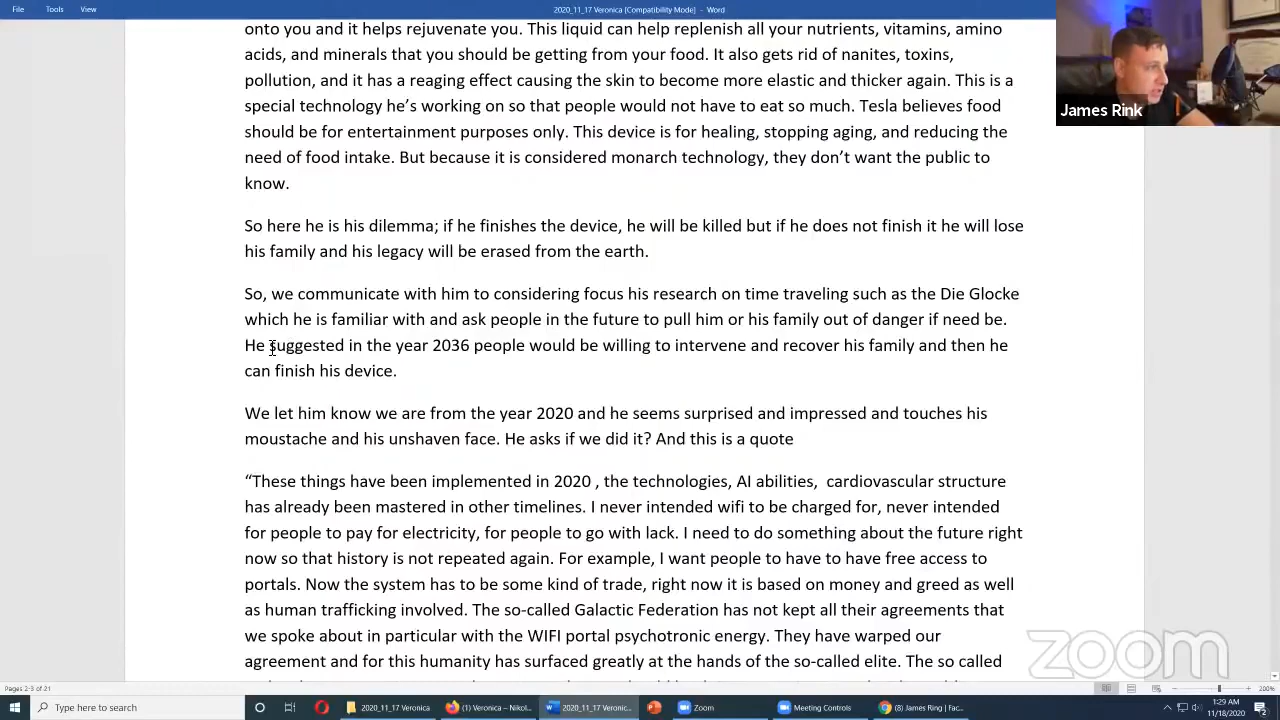 File Tools View
2020_11_17 Veronica [Compatibility Mode] - Word
James Rink
onto you and it helps rejuvenate you. This liquid can help replenish all your nutrients, vitamins, amino
acids, and minerals that you should be getting from your food. It also gets rid of nanites, toxins,
pollution, and it has a reaging effect causing the skin to become more elastic and thicker again. This is a
special technology he’s working on so that people would not have to eat so much. Tesla believes food
should be for entertainment purposes only. This device is for healing, stopping aging, and reducing the
need of food intake. But because it is considered monarch technology, they don’t want the public to
know.
So here he is his dilemma; if he finishes the device, he will be killed but if he does not finish it he will lose
his family and his legacy will be erased from the earth.
So, we communicate with him to considering focus his research on time traveling such as the Die Glocke
which he is familiar with and ask people in the future to pull him or his family out of danger if need be.
He suggested in the year 2036 people would be willing to intervene and recover his family and then he
can finish his device.
We let him know we are from the year 2020 and he seems surprised and impressed and touches his
moustache and his unshaven face. He asks if we did it? And this is a quote
“These things have been implemented in 2020 , the technologies, AI abilities,  cardiovascular structure
has already been mastered in other timelines. I never intended wifi to be charged for, never intended
for people to pay for electricity, for people to go with lack. I need to do something about the future right
now so that history is not repeated again. For example, I want people to have to have free access to
portals. Now the system has to be some kind of trade, right now it is based on money and greed as well
as human trafficking involved. The so-called Galactic Federation has not kept all their agreements that
we spoke about in particular with the WIFI portal psychotronic energy. They have warped our
agreement and for this humanity has surfaced greatly at the hands of the so-called elite. The so called
zoom
Pages 2-3 of 21
200%
Type here to search
2020_11_17 Veronica
(1) Veronica – Nikol...
2020_11_17 Veronic...
Zoom
Meeting Controls
(8) James Ring | Fac...
1:29 AM
11/18/2020